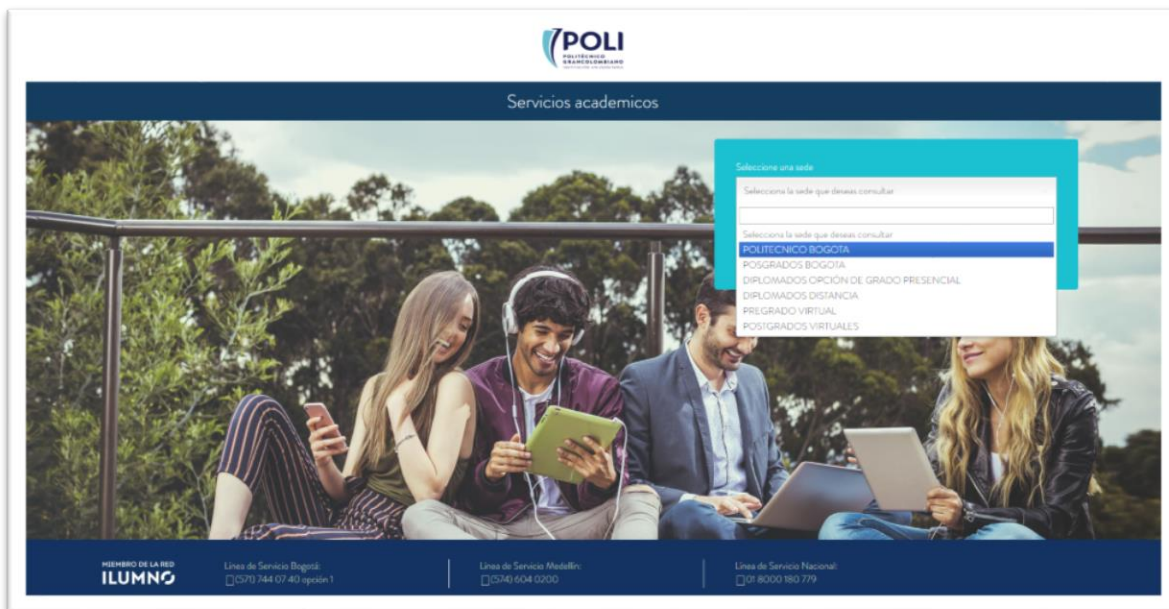 POLI
POLITÉCNICO
GRANCOLOMBIANO
Servicios academicos
Seleccione una sede
Selecciona la sede que deseas consultar
Selecciona la sede que deseas consultar
POLITECNICO BOGOTA
POSGRADOS BOGOTA
DIPLOMADOS OPCIÓN DE GRADO PRESENCIAL
DIPLOMADOS DISTANCIA
PREGRADO VIRTUAL
POSTGRADOS VIRTUALES
MIEMBRO DE LA RED
ILUMNO
Línea de Servicio Bogotá:
(571) 744 07 40 opción 1
Línea de Servicio Medellín:
(574) 604 0200
Línea de Servicio Nacional:
01 8000 180 779